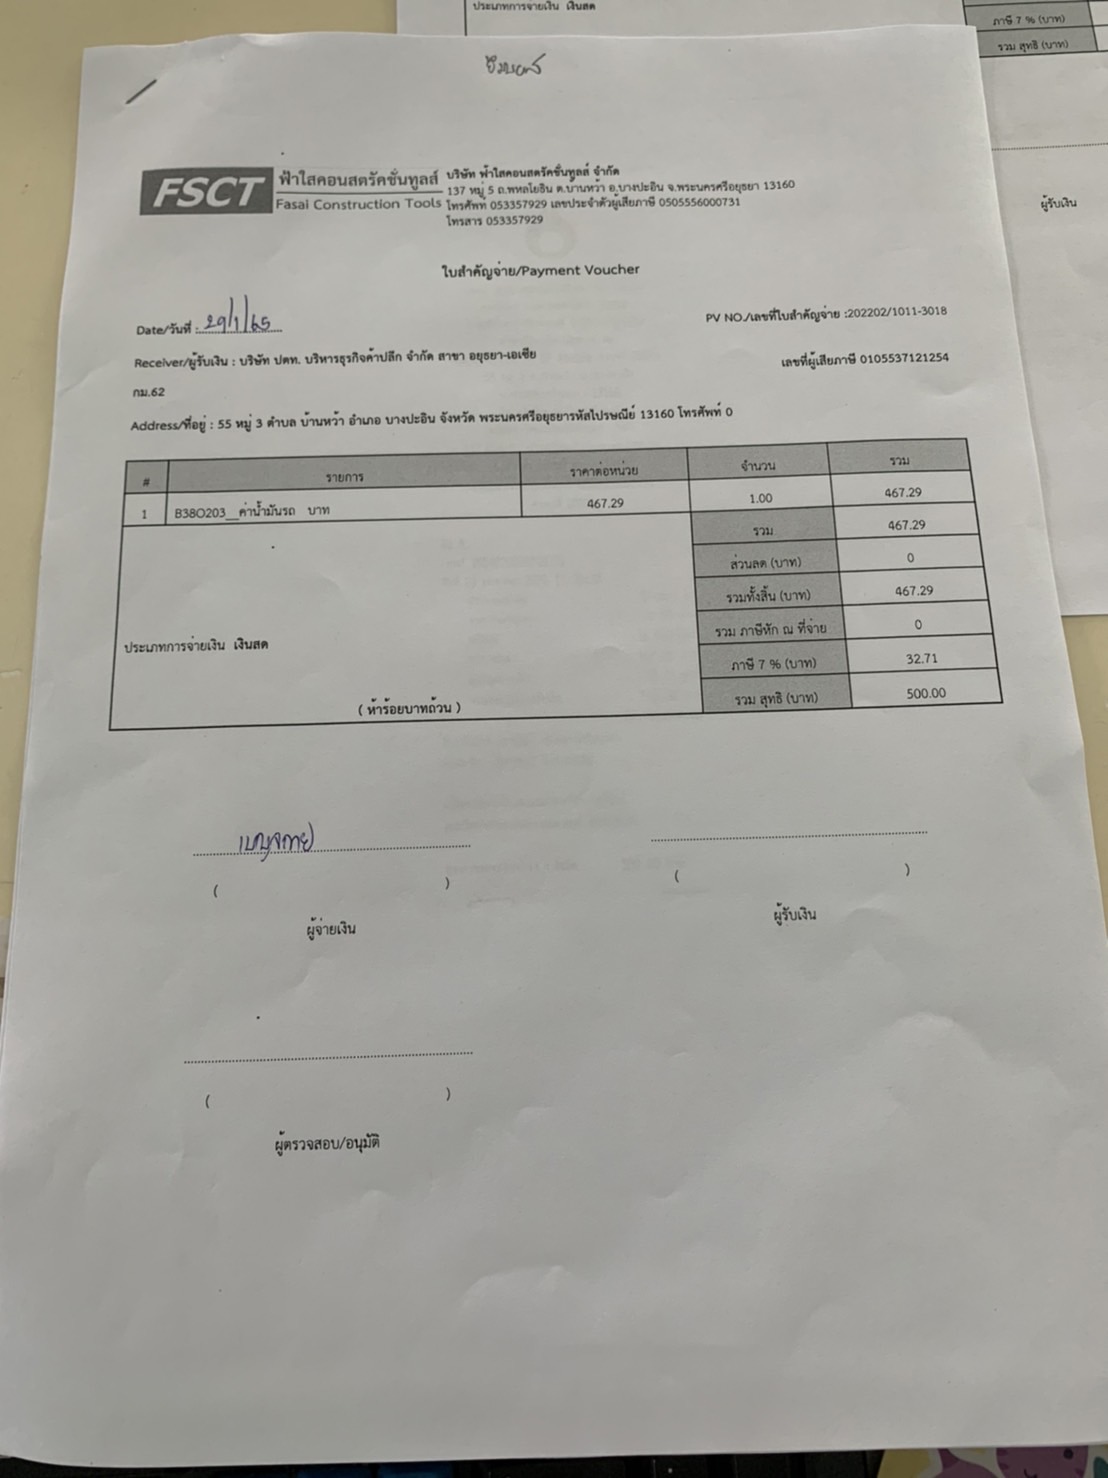 ประเภทการจ่ายเงิน เงินสด
ภาษี 7 % (บาท)
รวม สุทธิ (บาท)
ผู้รับเงิน
FSCT
ฟ้าใสคอนสตรัคชั่นทูลส์
Fasai Construction Tools
บริษัท ฟ้าใสคอนสตรัคชั่นทูลส์ จำกัด
137 หมู่ 5 ถ.พหลโยธิน ต.บ้านหว้า อ.บางปะอิน จ.พระนครศรีอยุธยา 13160
โทรศัพท์ 053357929 เลขประจำตัวผู้เสียภาษี 0505556000731
โทรสาร 053357929
ใบสำคัญจ่าย/Payment Voucher
Date/วันที่ : 29/1/65
PV NO./เลขที่ใบสำคัญจ่าย :202202/1011-3018
Receiver/ผู้รับเงิน : บริษัท ปตท. บริหารธุรกิจค้าปลีก จำกัด สาขา อยุธยา-เอเซีย
กม.62
เลขที่ผู้เสียภาษี 0105537121254
Address/ที่อยู่ : 55 หมู่ 3 ตำบล บ้านหว้า อำเภอ บางปะอิน จังหวัด พระนครศรีอยุธยารหัสไปรษณีย์ 13160 โทรศัพท์ 0
# รายการ ราคาต่อหน่วย จำนวน รวม
1 B38O203__ค่าน้ำมันรถ บาท 467.29 1.00 467.29
รวม 467.29
ส่วนลด (บาท) 0
รวมทั้งสิ้น (บาท) 467.29
รวม ภาษีหัก ณ ที่จ่าย 0
ประเภทการจ่ายเงิน เงินสด
ภาษี 7 % (บาท) 32.71
( ห้าร้อยบาทถ้วน )
รวม สุทธิ (บาท) 500.00
เบญจกาย
( )
( )
ผู้จ่ายเงิน
ผู้รับเงิน
( )
ผู้ตรวจสอบ/อนุมัติ